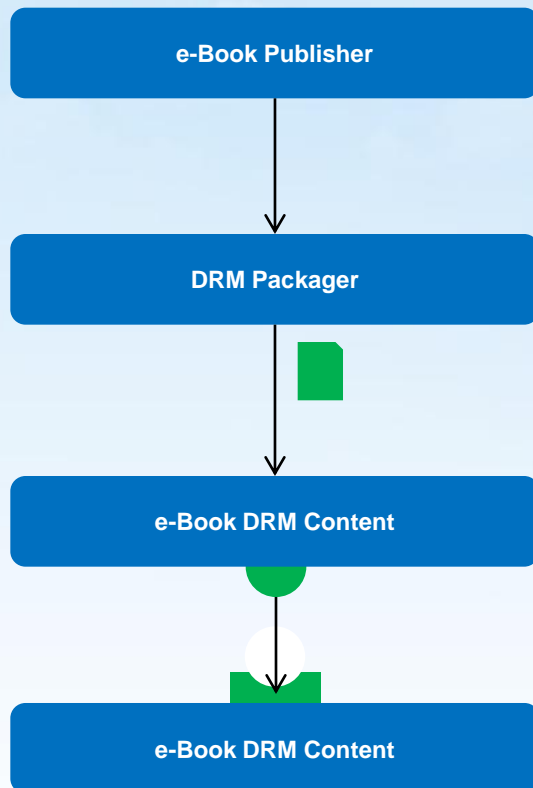 e-Book Publisher
DRM Packager
e-Book DRM Content
e-Book DRM Content